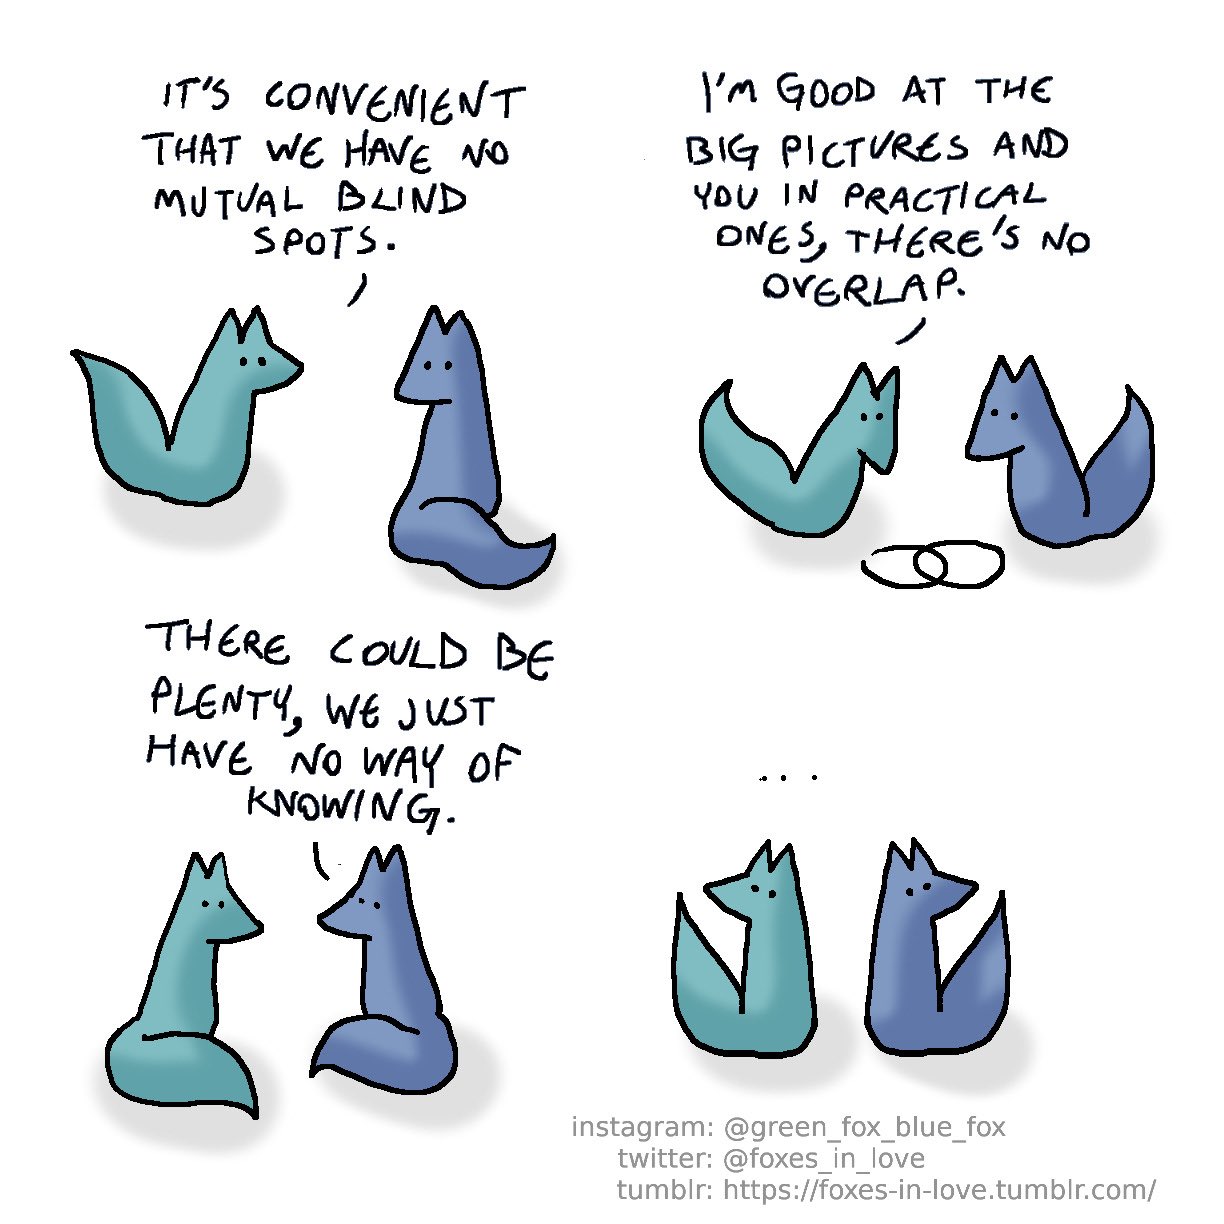 IT'S CONVENIENT
THAT WE HAVE NO
MUTUAL BLIND
SPOTS.
I'M GOOD AT THE
BIG PICTURES AND
YOU IN PRACTICAL
ONES, THERE'S NO
OVERLAP.
THERE COULD BE
PLENTY, WE JUST
HAVE NO WAY OF
KNOWING.
...
instagram: @green_fox_blue_fox
twitter: @foxes_in_love
tumblr: https://foxes-in-love.tumblr.com/